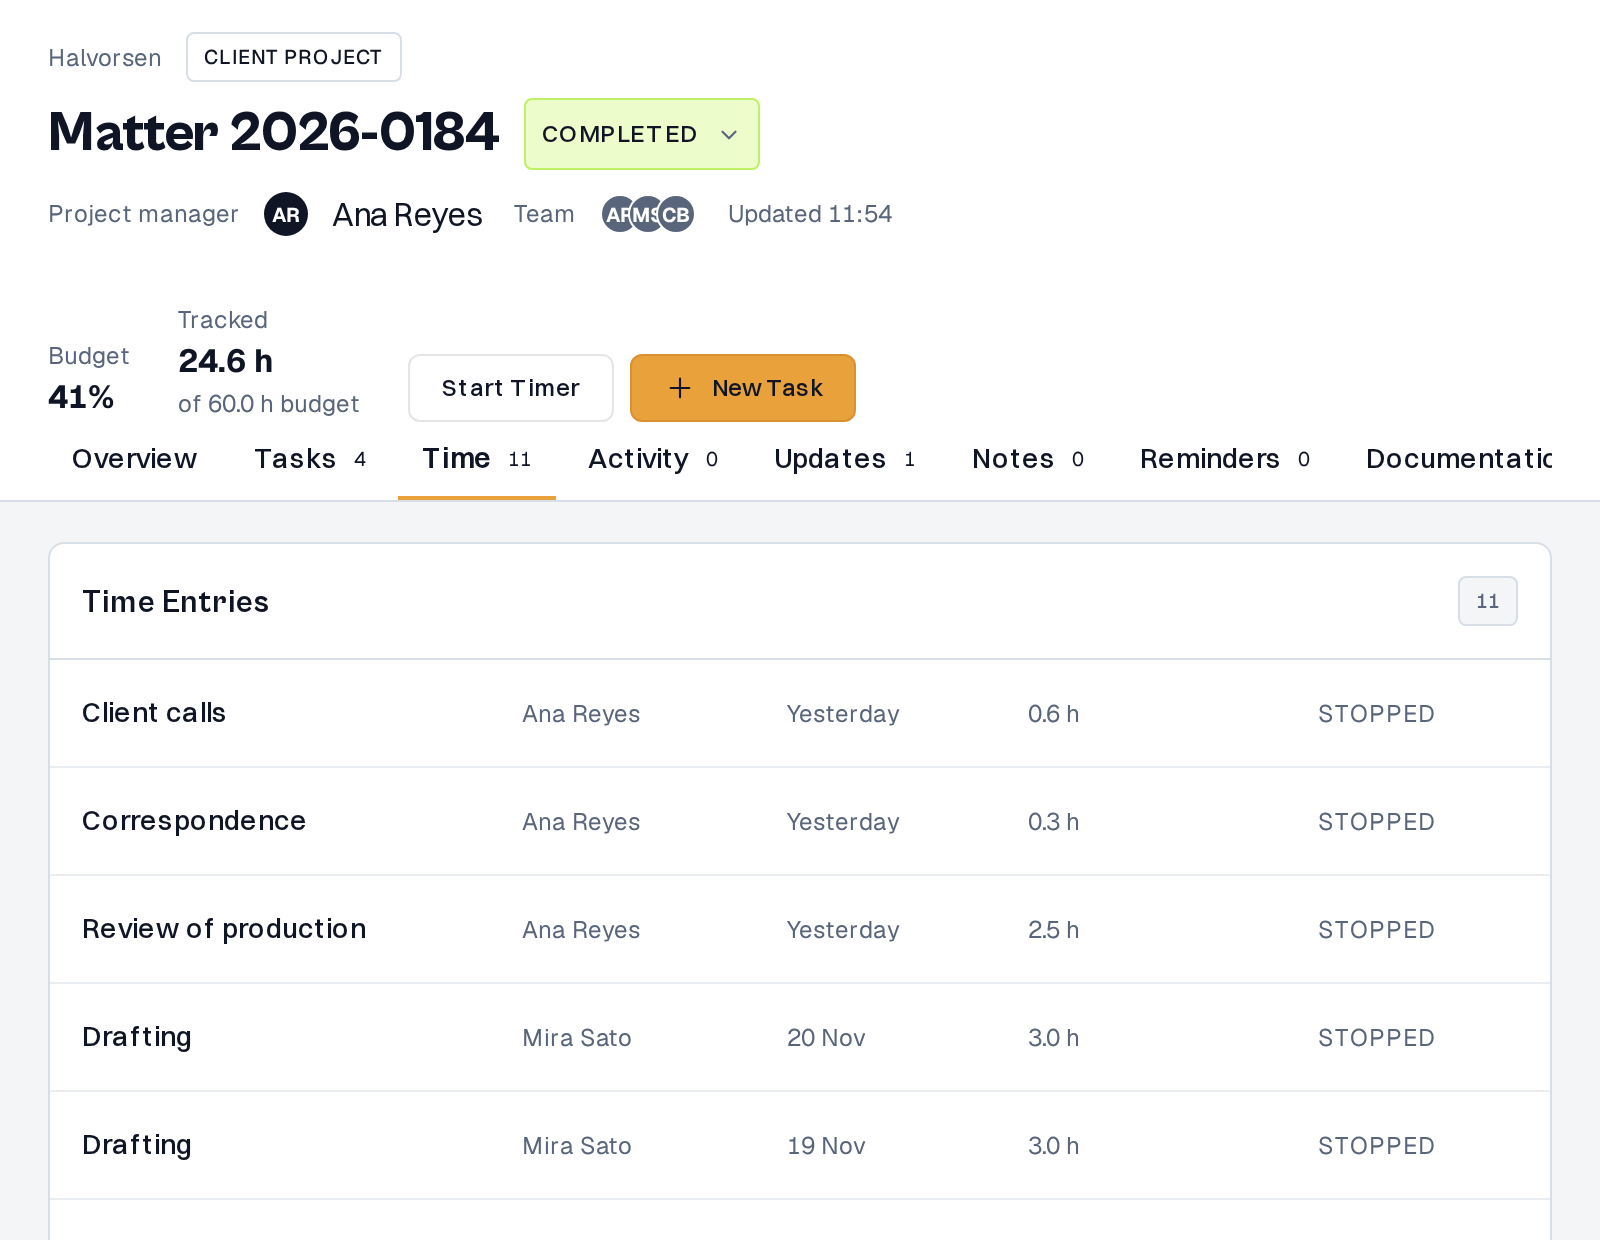 Halvorsen CLIENT PROJECT
Matter 2026-0184 COMPLETED
Project manager AR Ana Reyes Team AR MS CB Updated 11:54
Tracked
Budget 24.6 h
41% of 60.0 h budget
Start Timer + New Task
Overview Tasks 4 Time 11 Activity 0 Updates 1 Notes 0 Reminders 0 Documentatio
Time Entries 11
Client calls Ana Reyes Yesterday 0.6 h STOPPED
Correspondence Ana Reyes Yesterday 0.3 h STOPPED
Review of production Ana Reyes Yesterday 2.5 h STOPPED
Drafting Mira Sato 20 Nov 3.0 h STOPPED
Drafting Mira Sato 19 Nov 3.0 h STOPPED